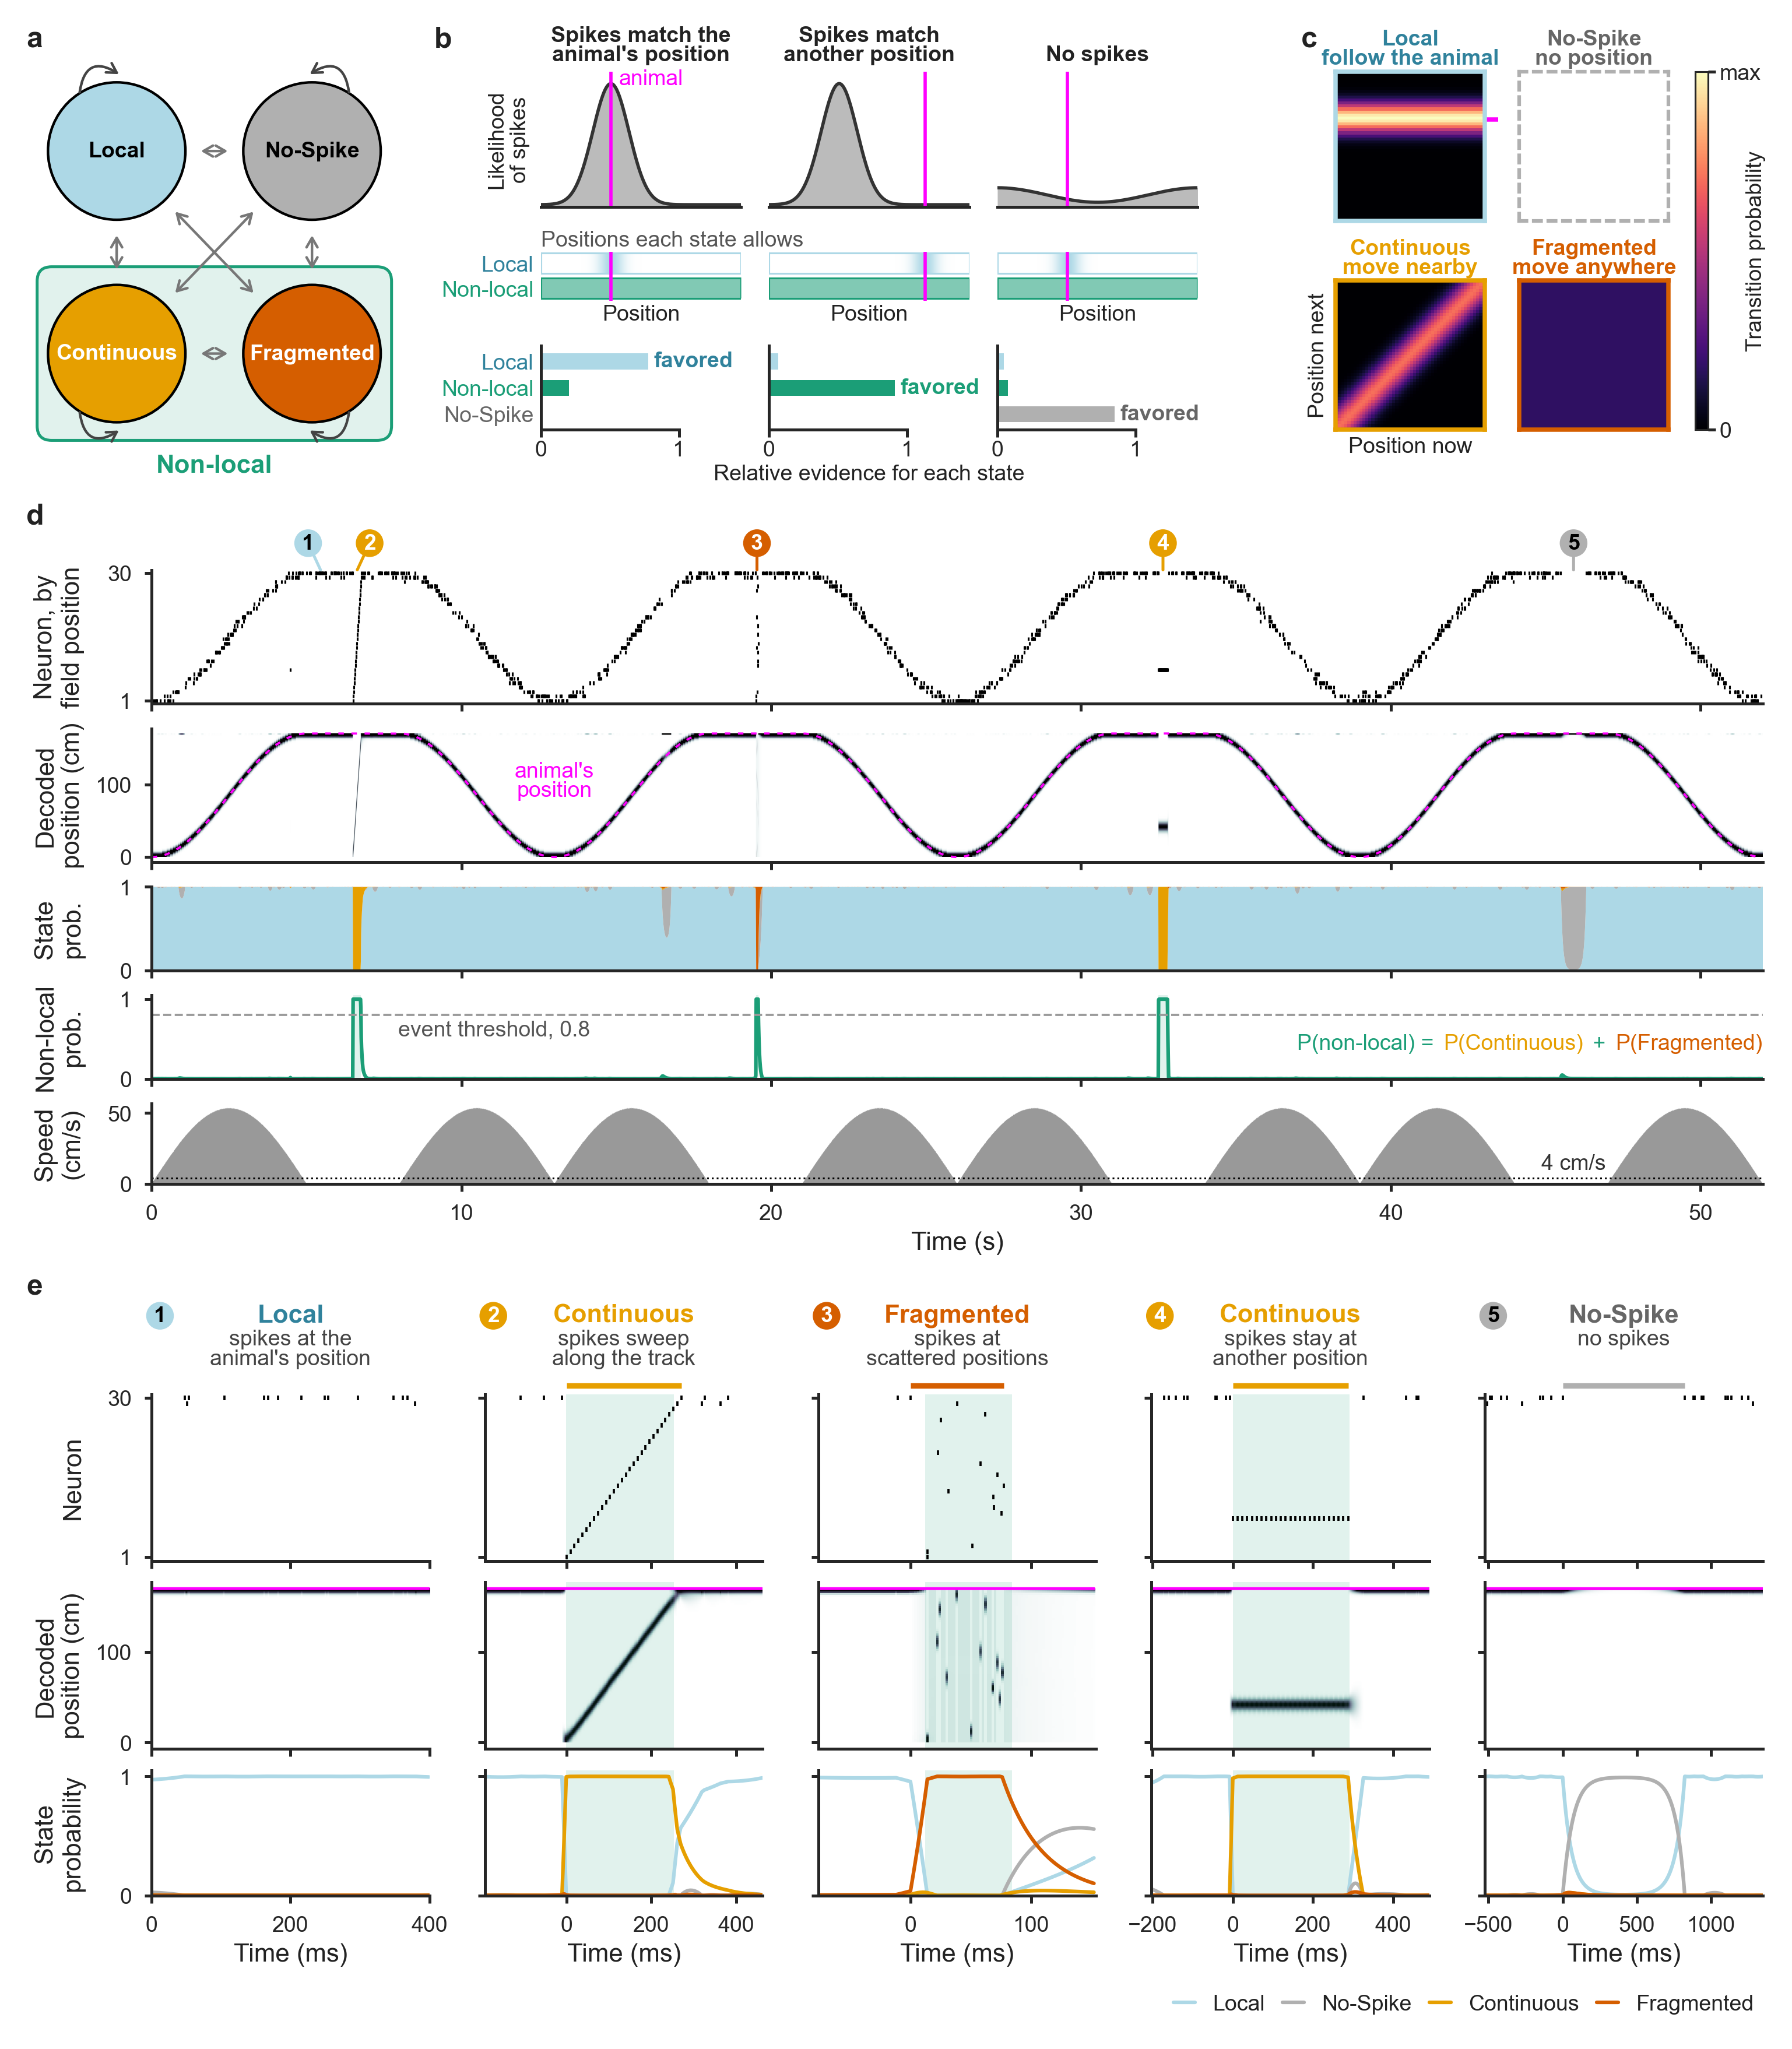 a
Local
No-Spike
Continuous
Fragmented
Non-local
b
Spikes match the
animal's position
Spikes match
another position
No spikes
animal
Likelihood
of spikes
Positions each state allows
Local
Non-local
Position
Position
Position
Local
Non-local
No-Spike
favored
favored
favored
0
1
0
1
0
1
Relative evidence for each state
c
Local
follow the animal
No-Spike
no position
Continuous
move nearby
Fragmented
move anywhere
Position next
Position now
max
0
Transition probability
d
1
2
3
4
5
Neuron, by
field position
30
1
Decoded
position (cm)
100
0
animal's
position
State
prob.
1
0
Non-local
prob.
1
0
event threshold, 0.8
P(non-local) = P(Continuous) + P(Fragmented)
Speed
(cm/s)
50
0
4 cm/s
0
10
20
30
40
50
Time (s)
e
1
Local
spikes at the
animal's position
2
Continuous
spikes sweep
along the track
3
Fragmented
spikes at
scattered positions
4
Continuous
spikes stay at
another position
5
No-Spike
no spikes
Neuron
30
1
Decoded
position (cm)
100
0
State
probability
1
0
0
200
400
Time (ms)
0
200
400
Time (ms)
0
100
Time (ms)
−200
0
200
400
Time (ms)
−500
0
500
1000
Time (ms)
Local
No-Spike
Continuous
Fragmented